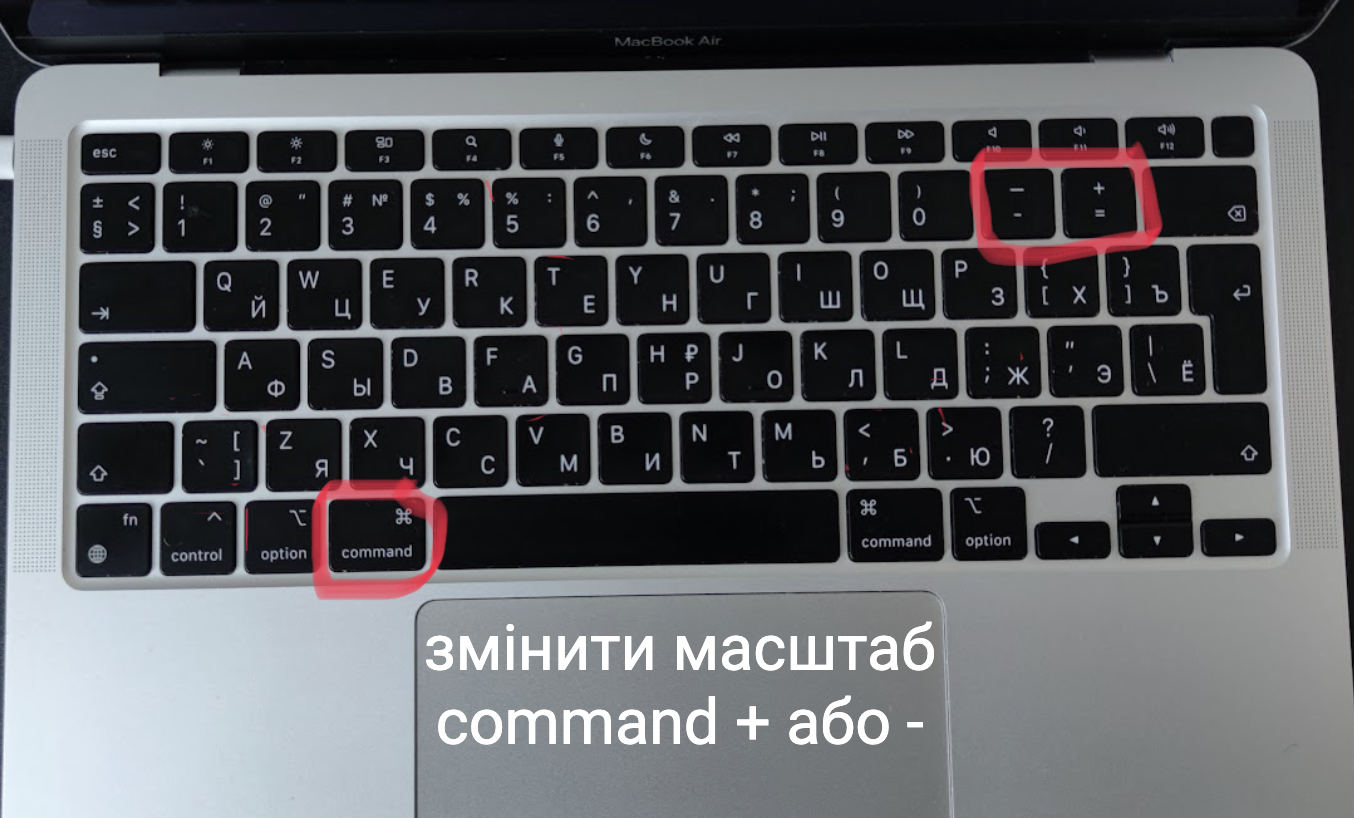 MacBook Air
esc F1 F2 F3 F4 F5 F6 F7 F8 F9 F10 F11 F12
± < § > ! 1 @ " 2 # № 3 $ % 4 % : 5 ^ , 6 & . 7 * ; 8 ( 9 ) 0 — - + =
Q Й W Ц E У R К T Е Y Н U Г I Ш O Щ P З { [ Х } ] Ъ
A Ф S Ы D В F А G П H ₽ Р J О K Л L Д : ; Ж " ' Э | \ Ё
~ [ ` ] Z Я X Ч C С V М B И N Т M Ь < , Б > . Ю ? /
fn control option ⌘ command ⌘ command option
змінити масштаб
command + або -